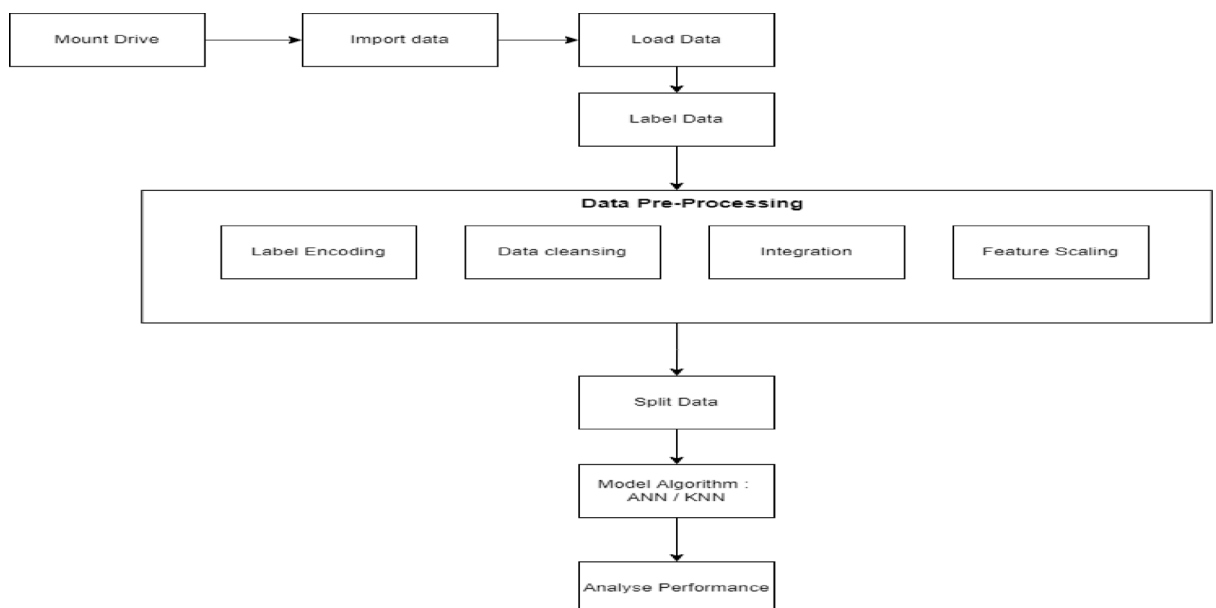 Mount Drive
Import data
Load Data
Label Data
Data Pre-Processing
Label Encoding
Data cleansing
Integration
Feature Scaling
Split Data
Model Algorithm :
ANN / KNN
Analyse Performance